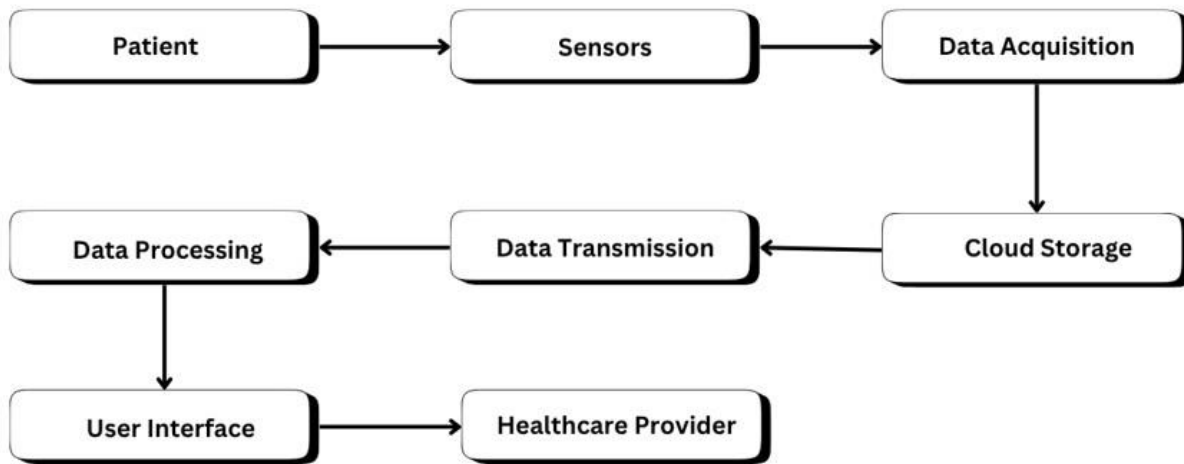 Patient
Sensors
Data Acquisition
Cloud Storage
Data Transmission
Data Processing
User Interface
Healthcare Provider